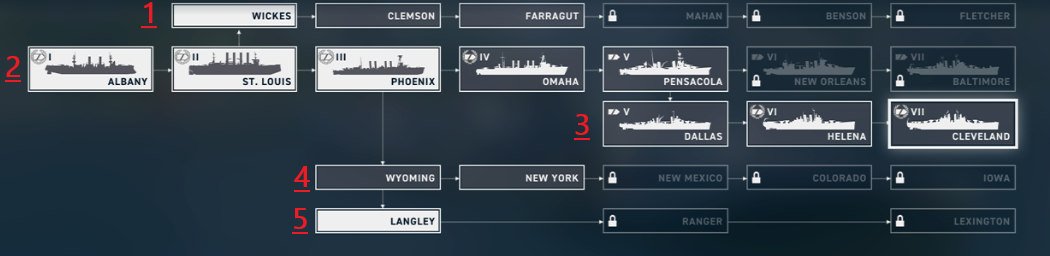 1 WICKES CLEMSON FARRAGUT MAHAN BENSON FLETCHER
2 I ALBANY II ST. LOUIS III PHOENIX IV OMAHA V PENSACOLA VI NEW ORLEANS VII BALTIMORE
3 V DALLAS VI HELENA VII CLEVELAND
4 WYOMING NEW YORK NEW MEXICO COLORADO IOWA
5 LANGLEY RANGER LEXINGTON